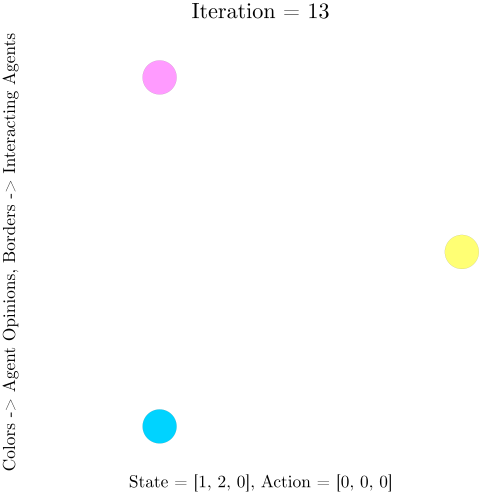 Iteration = 13
Colors -> Agent Opinions, Borders -> Interacting Agents
State = [1, 2, 0], Action = [0, 0, 0]